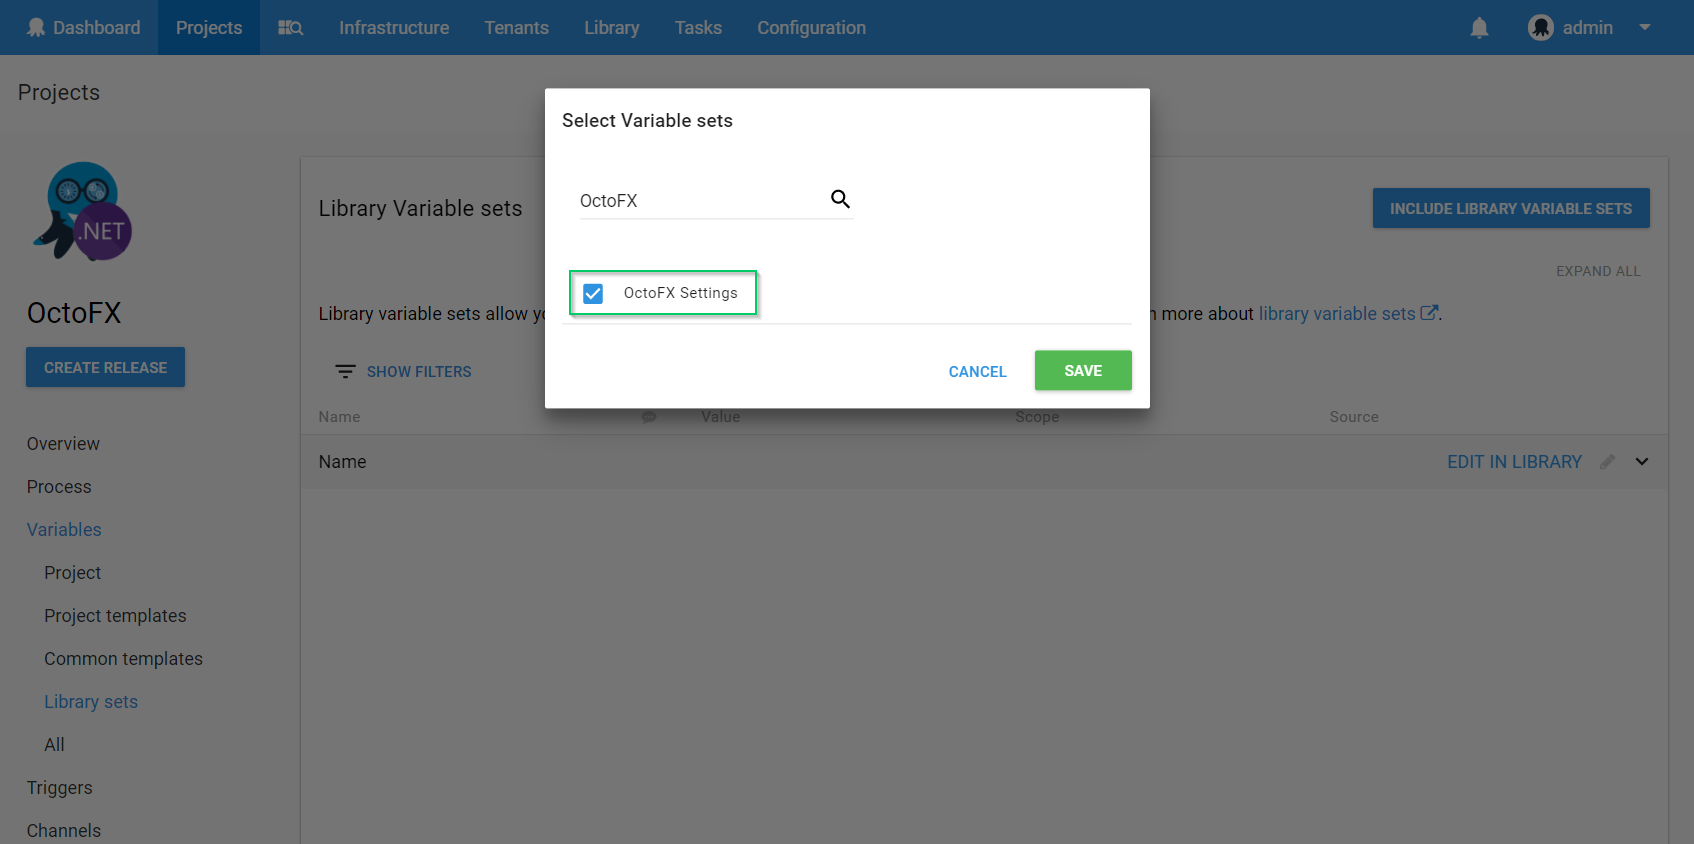 Dashboard Projects Infrastructure Tenants Library Tasks Configuration admin
Projects
Select Variable sets
OctoFX
OctoFX Settings
CANCEL SAVE
.NET
OctoFX
CREATE RELEASE
Overview
Process
Variables
Project
Project templates
Common templates
Library sets
All
Triggers
Channels
Library Variable sets
INCLUDE LIBRARY VARIABLE SETS
EXPAND ALL
Library variable sets allow more about library variable sets.
SHOW FILTERS
Name Value Scope Source
Name EDIT IN LIBRARY